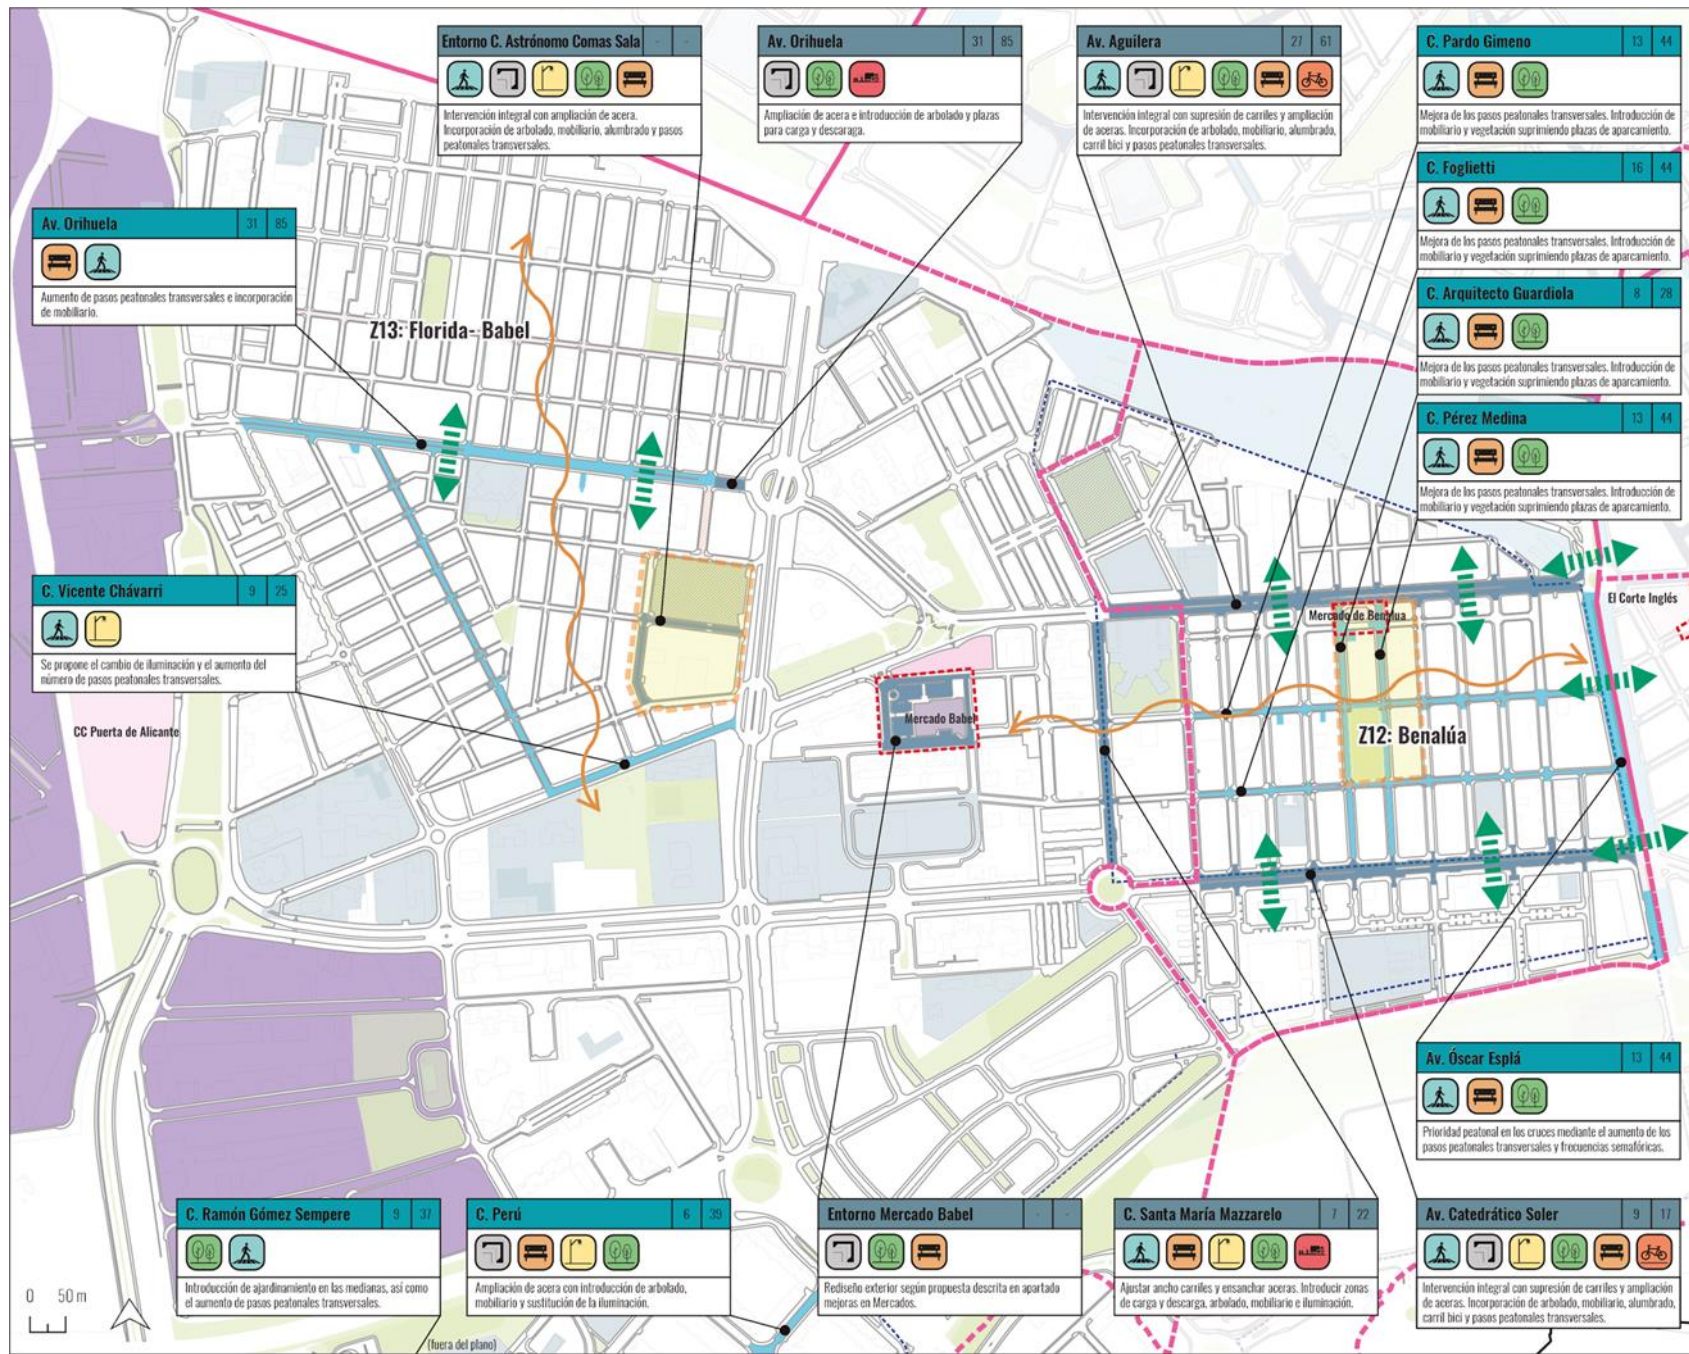 Entorno C. Astrónomo Comas Sala - -
Intervención integral con ampliación de acera.
Incorporación de arbolado, mobiliario, alumbrado y pasos
peatonales transversales.
Av. Orihuela 31 85
Ampliación de acera e introducción de arbolado y plazas
para carga y descaraga.
Av. Aguilera 27 61
Intervención integral con supresión de carriles y ampliación
de aceras. Incorporación de arbolado, mobiliario, alumbrado,
carril bici y pasos peatonales transversales.
C. Pardo Gimeno 13 44
Mejora de los pasos peatonales transversales. Introducción de
mobiliario y vegetación suprimiendo plazas de aparcamiento.
C. Foglietti 16 44
Mejora de los pasos peatonales transversales. Introducción de
mobiliario y vegetación suprimiendo plazas de aparcamiento.
C. Arquitecto Guardiola 8 28
Mejora de los pasos peatonales transversales. Introducción de
mobiliario y vegetación suprimiendo plazas de aparcamiento.
C. Pérez Medina 13 44
Mejora de los pasos peatonales transversales. Introducción de
mobiliario y vegetación suprimiendo plazas de aparcamiento.
Av. Orihuela 31 85
Aumento de pasos peatonales transversales e incorporación
de mobiliario.
Z13: Florida- Babel
C. Vicente Chávarri 9 25
Se propone el cambio de iluminación y el aumento del
número de pasos peatonales transversales.
CC Puerta de Alicante
Mercado Babel
Mercado de Benalua
El Corte Inglés
Z12: Benalúa
Av. Óscar Esplá 13 44
Prioridad peatonal en los cruces mediante el aumento de los
pasos peatonales transversales y frecuencias semafóricas.
C. Ramón Gómez Sempere 9 37
Introducción de ajardinamiento en las medianas, así como
el aumento de pasos peatonales transversales.
C. Perú 6 39
Ampliación de acera con introducción de arbolado,
mobiliario y sustitución de la iluminación.
Entorno Mercado Babel - -
Rediseño exterior según propuesta descrita en apartado
mejoras en Mercados.
C. Santa María Mazzarelo 7 22
Ajustar ancho carriles y ensanchar aceras. Introducir zonas
de carga y descarga, arbolado, mobiliario e iluminación.
Av. Catedrático Soler 9 17
Intervención integral con supresión de carriles y ampliación
de aceras. Incorporación de arbolado, mobiliario, alumbrado,
carril bici y pasos peatonales transversales.
0 50 m
(fuera del plano)